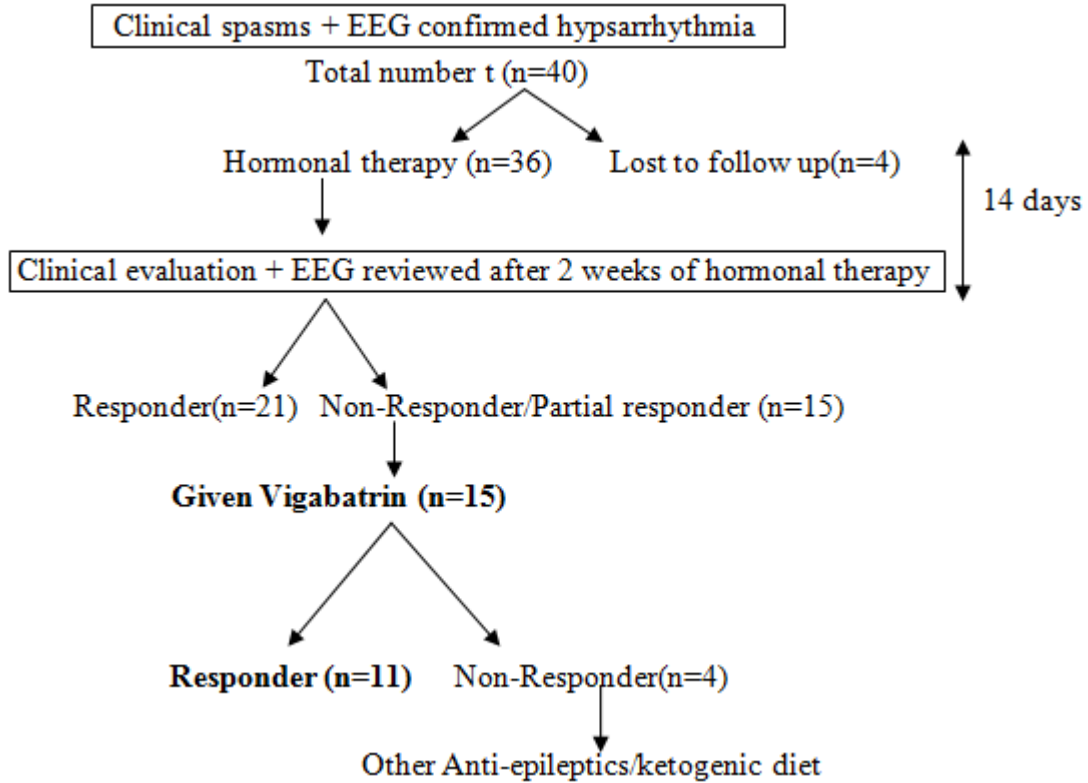 Clinical spasms + EEG confirmed hypsarrhythmia
Total number t (n=40)
Hormonal therapy (n=36)
Lost to follow up(n=4)
14 days
Clinical evaluation + EEG reviewed after 2 weeks of hormonal therapy
Responder(n=21)
Non-Responder/Partial responder (n=15)
Given Vigabatrin (n=15)
Responder (n=11)
Non-Responder(n=4)
Other Anti-epileptics/ketogenic diet